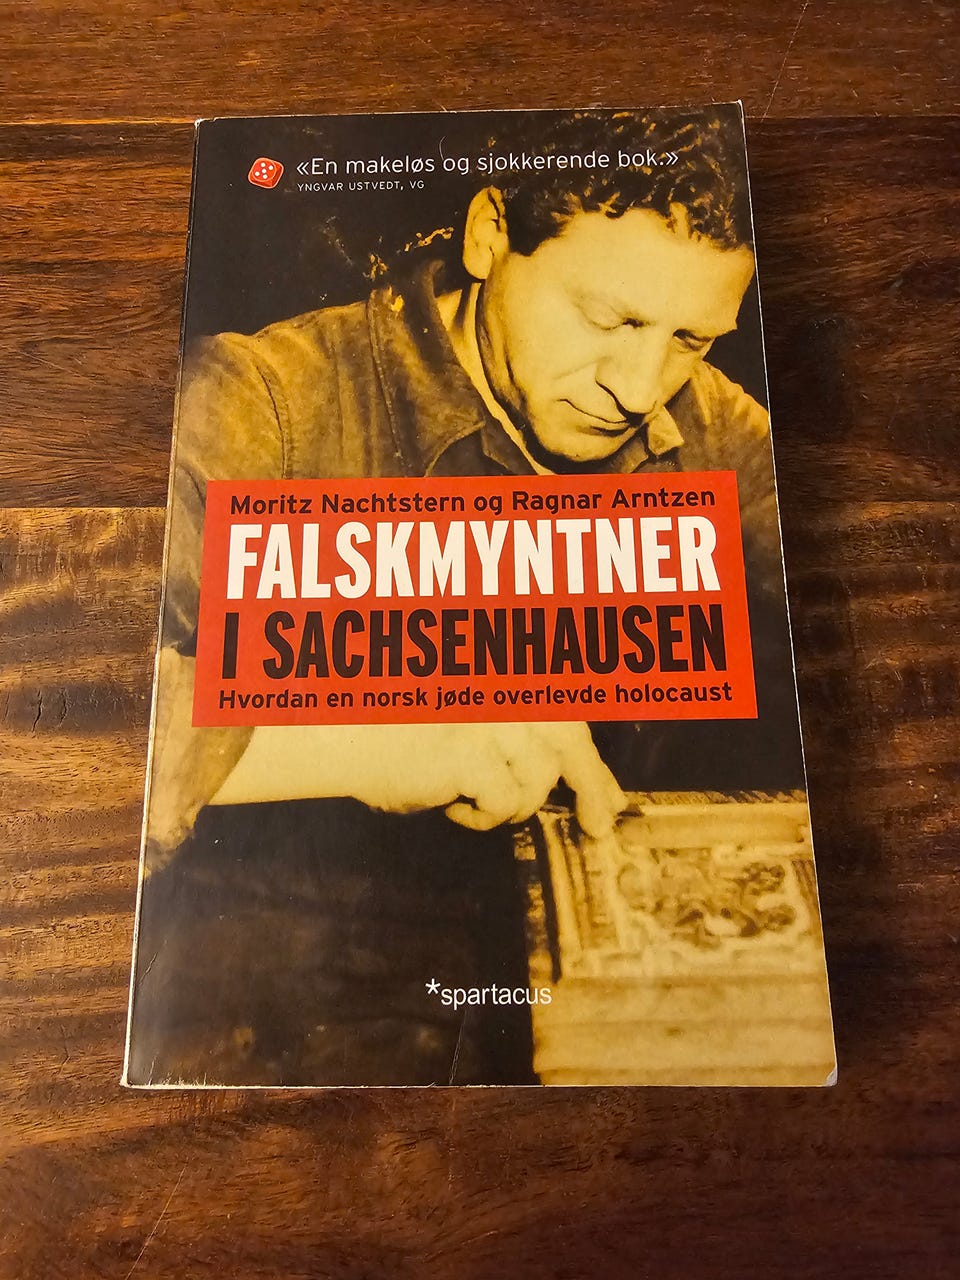 «En makeløs og sjokkerende bok.»
YNGVAR USTVEDT, VG
Moritz Nachtstern og Ragnar Arntzen
FALSKMYNTNER
I SACHSENHAUSEN
Hvordan en norsk jøde overlevde holocaust
*spartacus